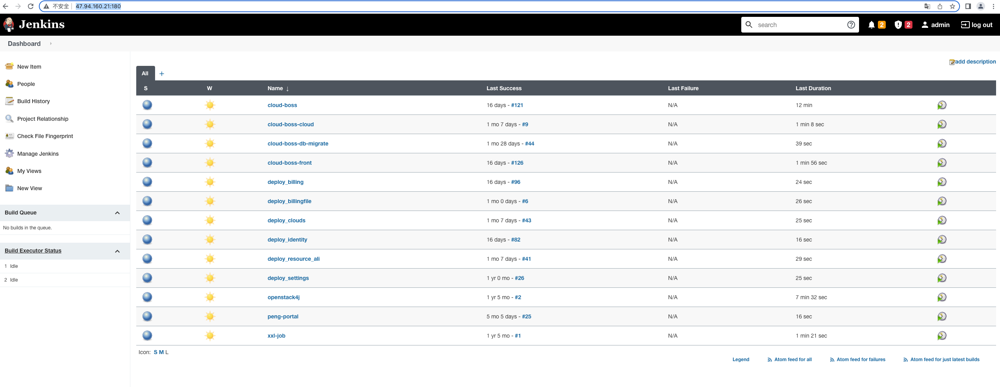 不安全 47.94.160.21:180
Jenkins search 2 2 admin log out
Dashboard
New Item
People
Build History
Project Relationship
Check File Fingerprint
Manage Jenkins
My Views
New View
Build Queue
No builds in the queue.
Build Executor Status
1 Idle
2 Idle
add description
All +
S W Name ↓ Last Success Last Failure Last Duration
cloud-boss 16 days - #121 N/A 12 min
cloud-boss-cloud 1 mo 7 days - #9 N/A 1 min 8 sec
cloud-boss-db-migrate 1 mo 28 days - #44 N/A 39 sec
cloud-boss-front 16 days - #126 N/A 1 min 56 sec
deploy_billing 16 days - #96 N/A 24 sec
deploy_billingfile 1 mo 0 days - #6 N/A 26 sec
deploy_clouds 1 mo 7 days - #43 N/A 25 sec
deploy_identity 16 days - #82 N/A 16 sec
deploy_resource_ali 1 mo 7 days - #41 N/A 29 sec
deploy_settings 1 yr 0 mo - #26 N/A 25 sec
openstack4j 1 yr 5 mo - #2 N/A 7 min 32 sec
peng-portal 5 mo 5 days - #25 N/A 16 sec
xxl-job 1 yr 5 mo - #1 N/A 1 min 21 sec
Icon: S M L
Legend Atom feed for all Atom feed for failures Atom feed for just latest builds